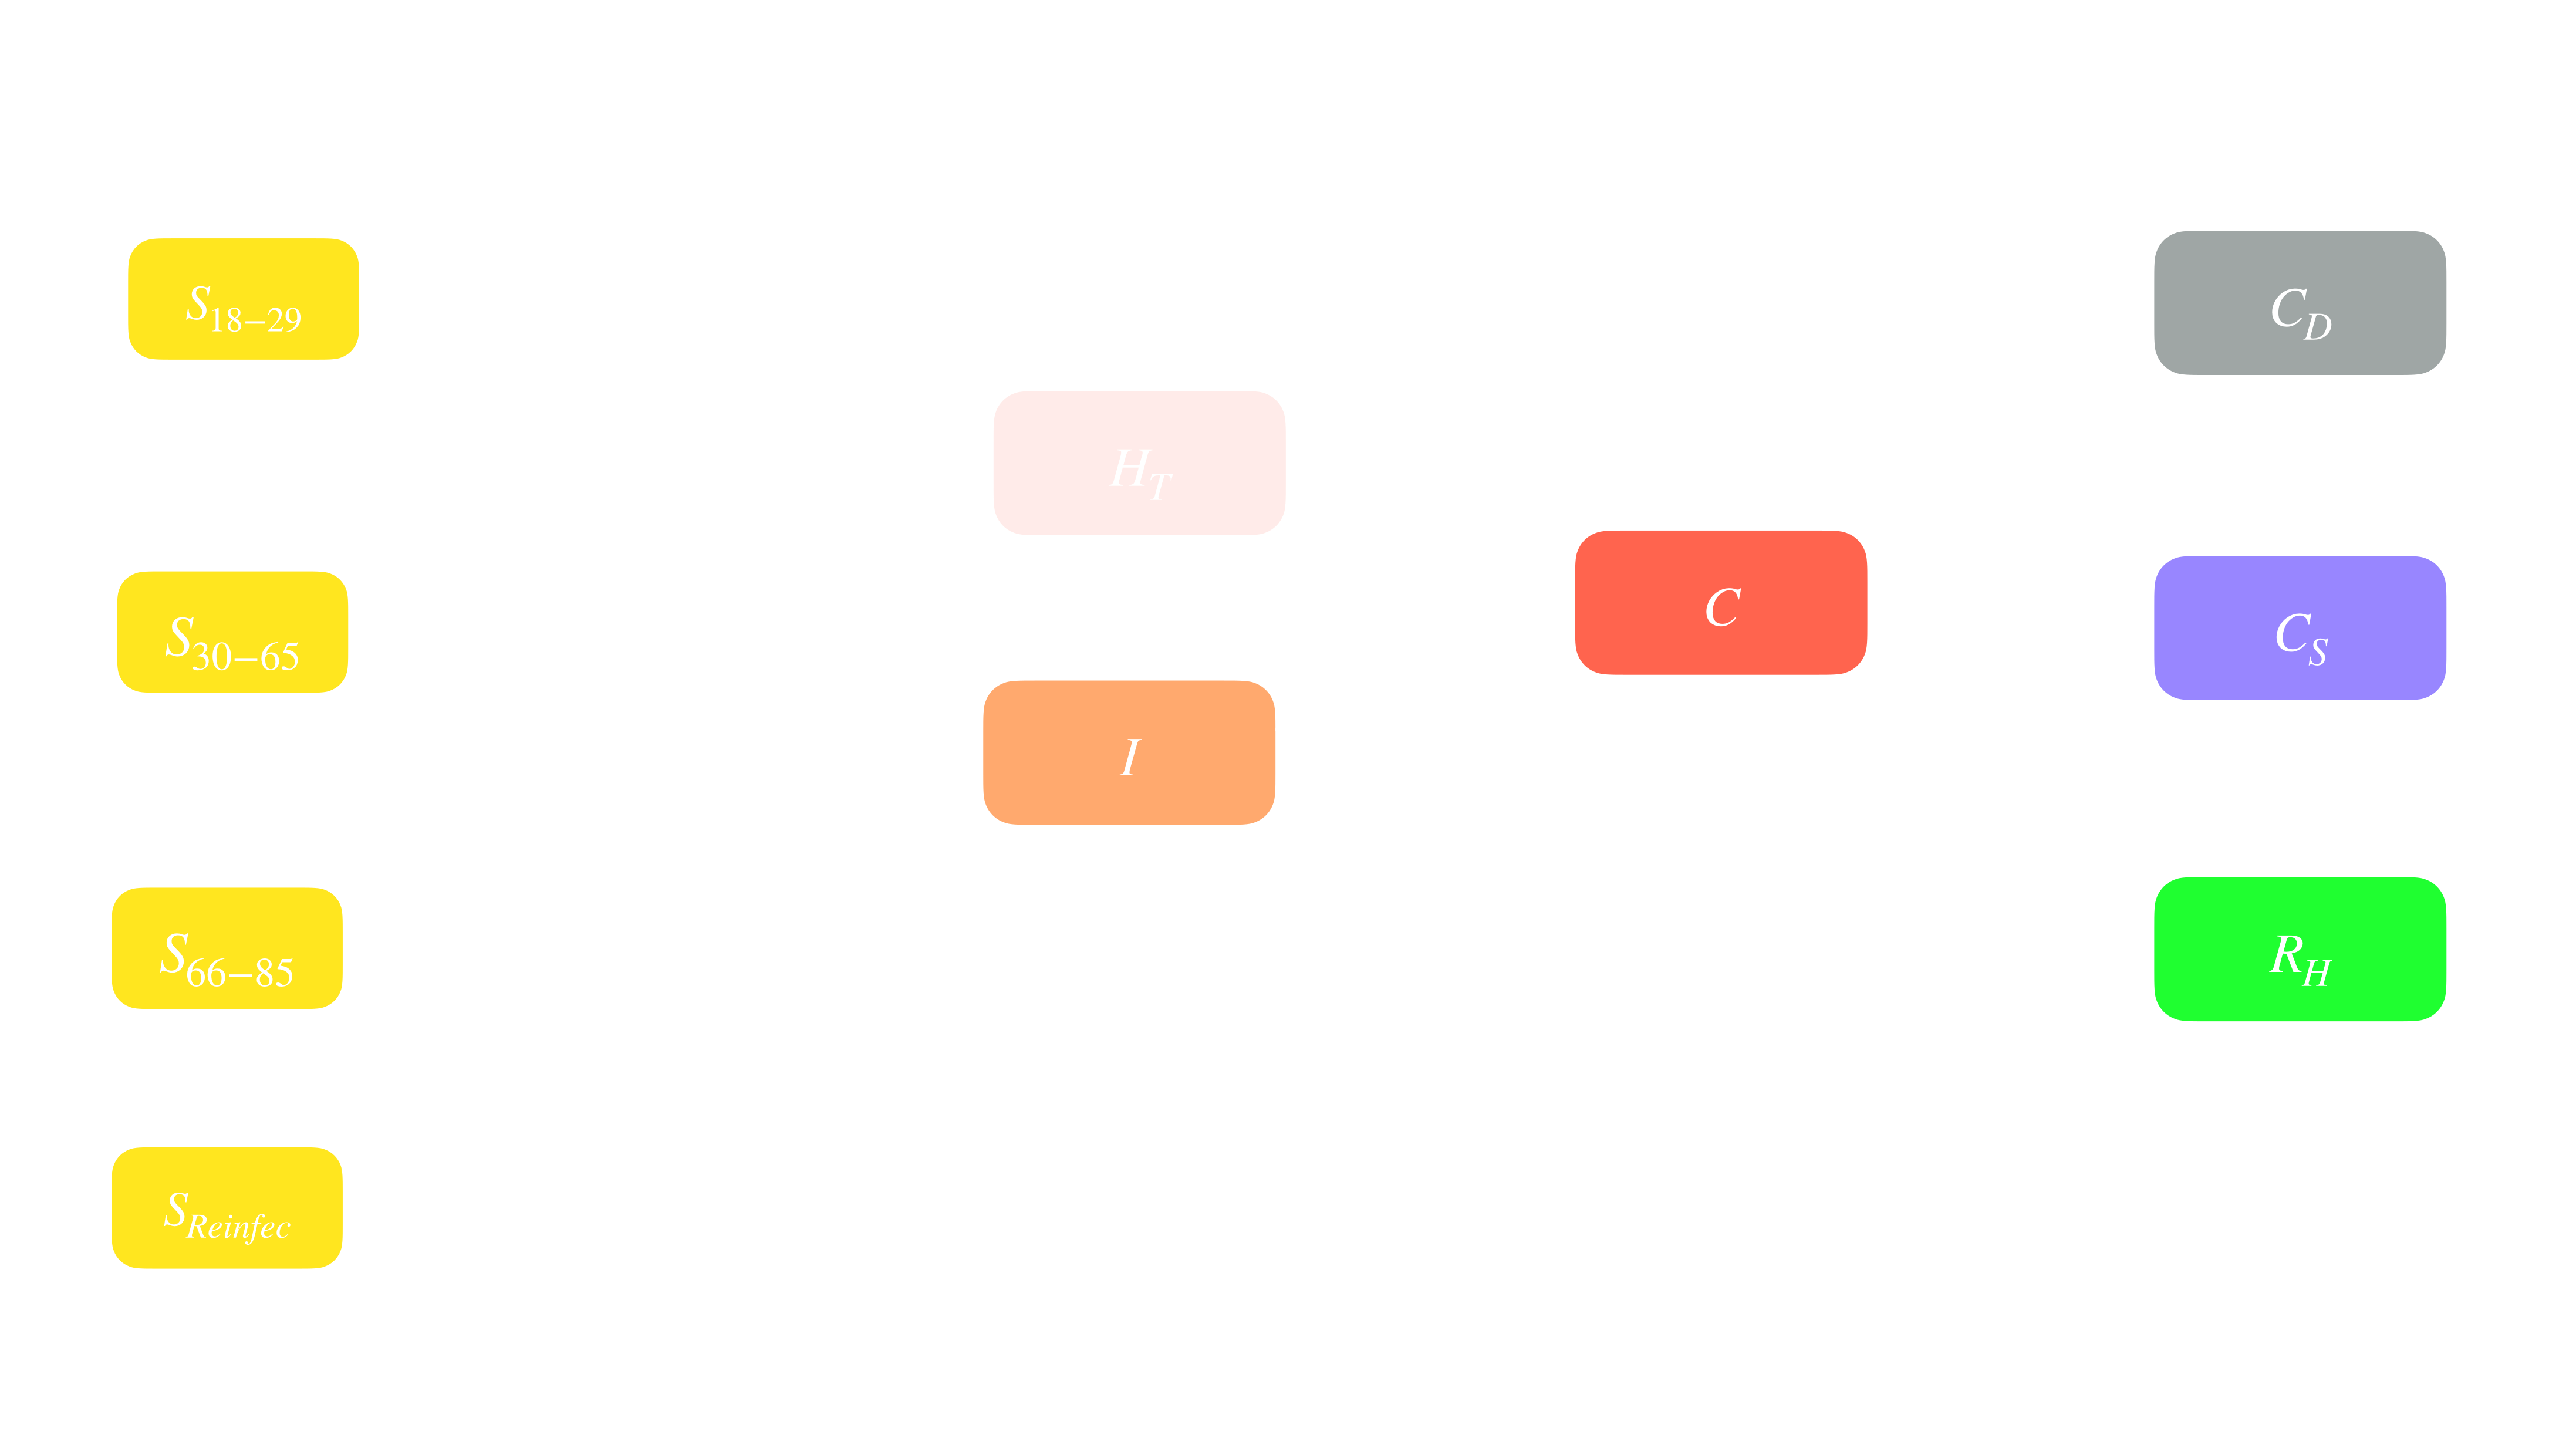 S₁₈₋₂₉
C_D
H_T
C
S₃₀₋₆₅
C_S
I
S₆₆₋₈₅
R_H
S_Reinfec